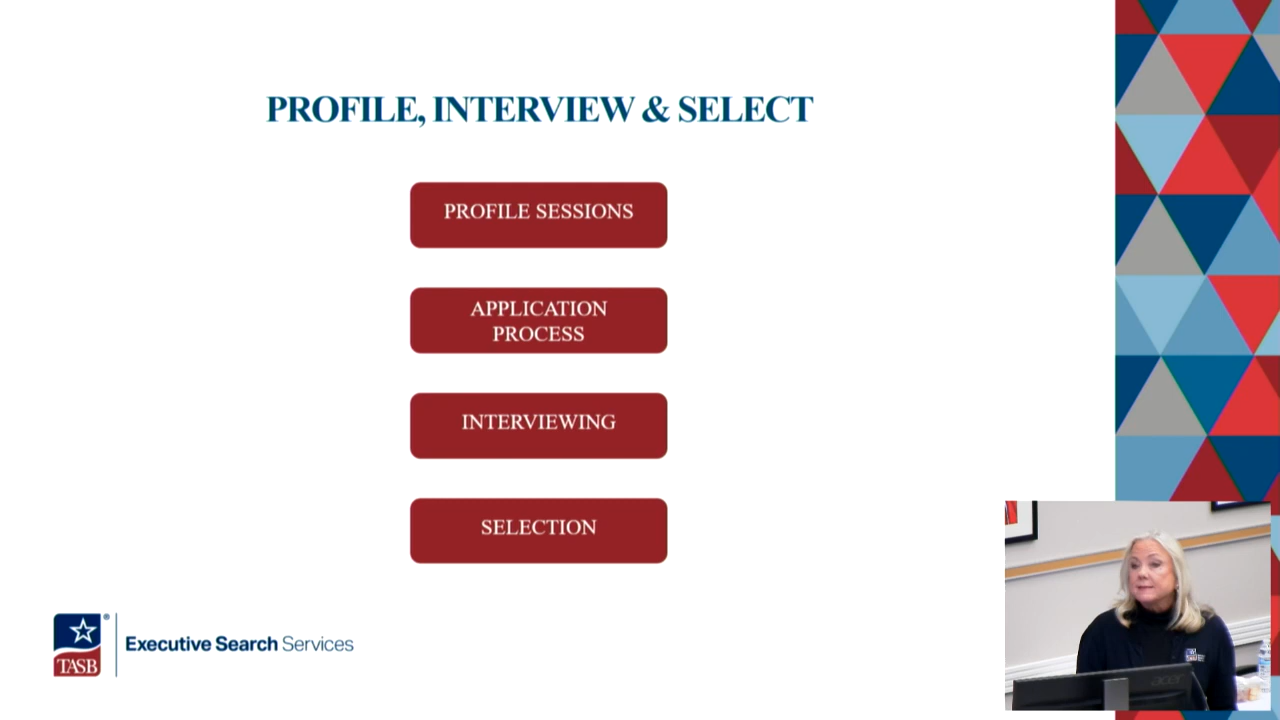 PROFILE, INTERVIEW & SELECT
PROFILE SESSIONS
APPLICATION
PROCESS
INTERVIEWING
SELECTION
TASB
®
Executive Search Services
acer